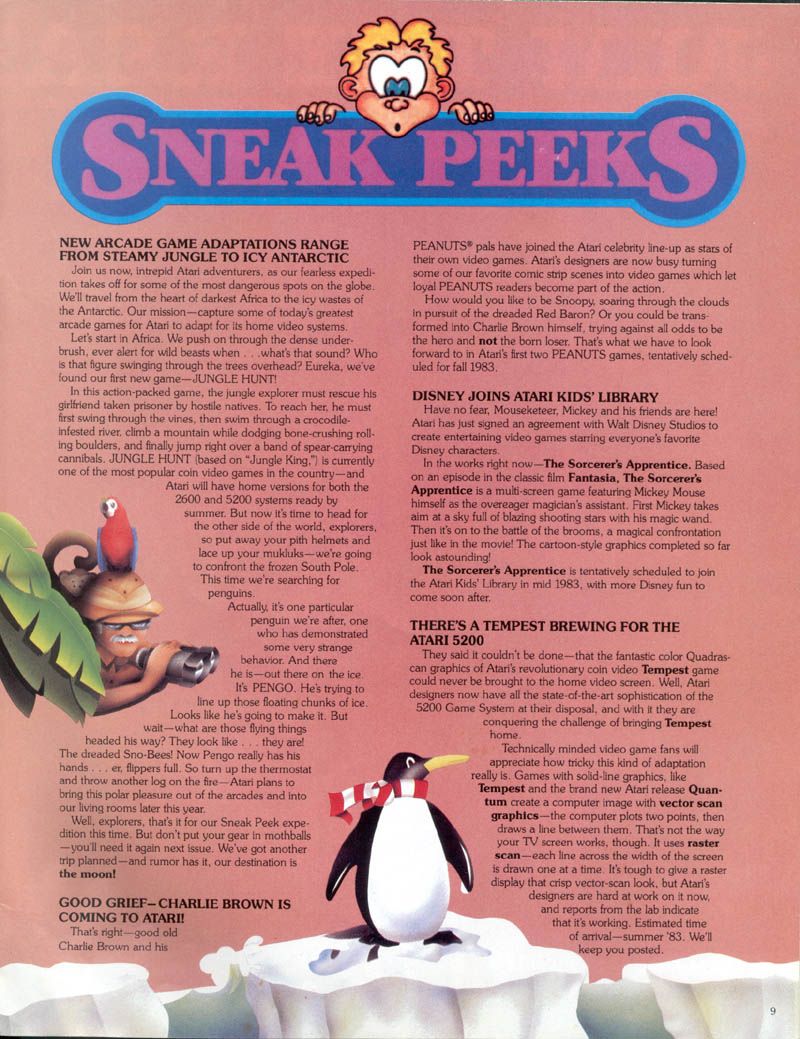 SNEAK PEEKS
NEW ARCADE GAME ADAPTATIONS RANGE
FROM STEAMY JUNGLE TO ICY ANTARCTIC
Join us now, intrepid Atari adventurers, as our fearless expedi-
tion takes off for some of the most dangerous spots on the globe.
We'll travel from the heart of darkest Africa to the icy wastes of
the Antarctic. Our mission—capture some of today's greatest
arcade games for Atari to adapt for its home video systems.
Let's start in Africa. We push on through the dense under-
brush, ever alert for wild beasts when . . .what's that sound? Who
is that figure swinging through the trees overhead? Eureka, we've
found our first new game—JUNGLE HUNT!
In this action-packed game, the jungle explorer must rescue his
girlfriend taken prisoner by hostile natives. To reach her, he must
first swing through the vines, then swim through a crocodile-
infested river, climb a mountain while dodging bone-crushing roll-
ing boulders, and finally jump right over a band of spear-carrying
cannibals. JUNGLE HUNT (based on "Jungle King,") is currently
one of the most popular coin video games in the country—and
Atari will have home versions for both the
2600 and 5200 systems ready by
summer. But now it's time to head for
the other side of the world, explorers,
so put away your pith helmets and
lace up your mukluks—we're going
to confront the frozen South Pole.
This time we're searching for
penguins.
Actually, it's one particular
penguin we're after, one
who has demonstrated
some very strange
behavior. And there
he is—out there on the ice.
It's PENGO. He's trying to
line up those floating chunks of ice.
Looks like he's going to make it. But
wait—what are those flying things
headed his way? They look like . . . they are!
The dreaded Sno-Bees! Now Pengo really has his
hands . . . er, flippers full. So turn up the thermostat
and throw another log on the fire—Atari plans to
bring this polar pleasure out of the arcades and into
our living rooms later this year.
Well, explorers, that's it for our Sneak Peek expe-
dition this time. But don't put your gear in mothballs
—you'll need it again next issue. We've got another
trip planned—and rumor has it, our destination is
the moon!
GOOD GRIEF—CHARLIE BROWN IS
COMING TO ATARI!
That's right—good old
Charlie Brown and his
PEANUTS® pals have joined the Atari celebrity line-up as stars of
their own video games. Atari's designers are now busy turning
some of our favorite comic strip scenes into video games which let
loyal PEANUTS readers become part of the action.
How would you like to be Snoopy, soaring through the clouds
in pursuit of the dreaded Red Baron? Or you could be trans-
formed into Charlie Brown himself, trying against all odds to be
the hero and not the born loser. That's what we have to look
forward to in Atari's first two PEANUTS games, tentatively sched-
uled for fall 1983.
DISNEY JOINS ATARI KIDS' LIBRARY
Have no fear, Mouseketeer, Mickey and his friends are here!
Atari has just signed an agreement with Walt Disney Studios to
create entertaining video games starring everyone's favorite
Disney characters.
In the works right now—The Sorcerer's Apprentice. Based
on an episode in the classic film Fantasia, The Sorcerer's
Apprentice is a multi-screen game featuring Mickey Mouse
himself as the overeager magician's assistant. First Mickey takes
aim at a sky full of blazing shooting stars with his magic wand.
Then it's on to the battle of the brooms, a magical confrontation
just like in the movie! The cartoon-style graphics completed so far
look astounding!
The Sorcerer's Apprentice is tentatively scheduled to join
the Atari Kids' Library in mid 1983, with more Disney fun to
come soon after.
THERE'S A TEMPEST BREWING FOR THE
ATARI 5200
They said it couldn't be done—that the fantastic color Quadras-
can graphics of Atari's revolutionary coin video Tempest game
could never be brought to the home video screen. Well, Atari
designers now have all the state-of-the-art sophistication of the
5200 Game System at their disposal, and with it they are
conquering the challenge of bringing Tempest
home.
Technically minded video game fans will
appreciate how tricky this kind of adaptation
really is. Games with solid-line graphics, like
Tempest and the brand new Atari release Quan-
tum create a computer image with vector scan
graphics—the computer plots two points, then
draws a line between them. That's not the way
your TV screen works, though. It uses raster
scan—each line across the width of the screen
is drawn one at a time. It's tough to give a raster
display that crisp vector-scan look, but Atari's
designers are hard at work on it now,
and reports from the lab indicate
that it's working. Estimated time
of arrival—summer '83. We'll
keep you posted.
9